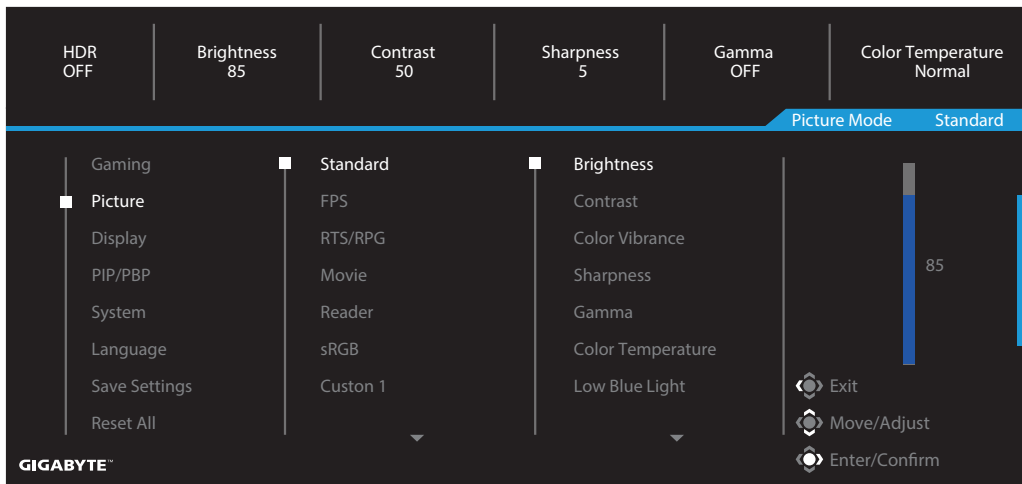 HDR
OFF
Brightness
85
Contrast
50
Sharpness
5
Gamma
OFF
Color Temperature
Normal
Picture Mode Standard
Gaming
Picture
Display
PIP/PBP
System
Language
Save Settings
Reset All
Standard
FPS
RTS/RPG
Movie
Reader
sRGB
Custon 1
Brightness
Contrast
Color Vibrance
Sharpness
Gamma
Color Temperature
Low Blue Light
85
Exit
Move/Adjust
Enter/Confirm
GIGABYTE™